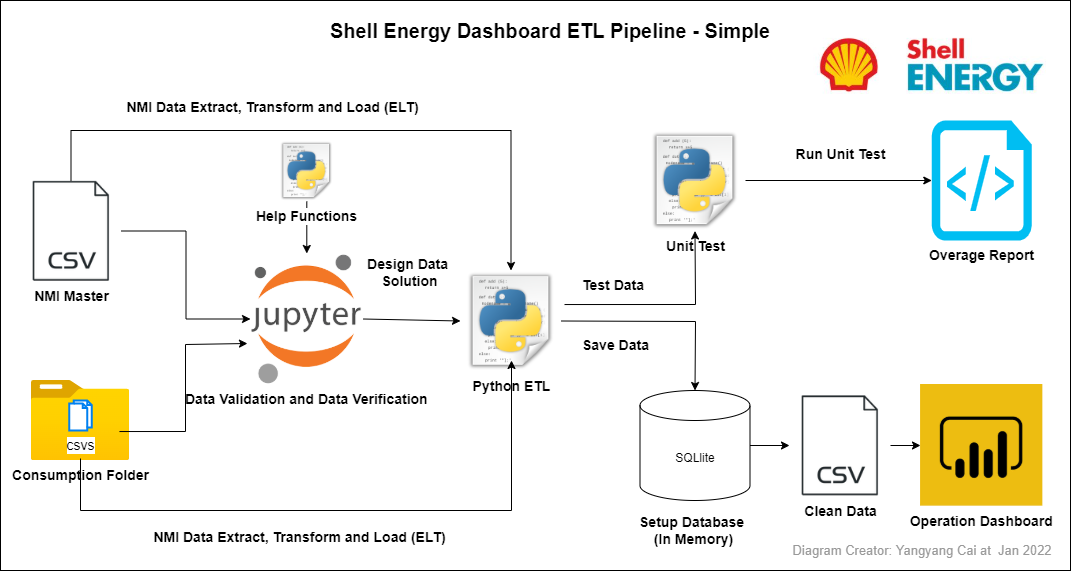 Shell Energy Dashboard ETL Pipeline - Simple
Shell
ENERGY
NMI Data Extract, Transform and Load (ELT)
Help Functions
CSV
NMI Master
Design Data
Solution
jupyter
Data Validation and Data Verification
CSVS
Consumption Folder
NMI Data Extract, Transform and Load (ELT)
Python ETL
Test Data
Save Data
Unit Test
Run Unit Test
Overage Report
</>
SQLlite
Setup Database
(In Memory)
CSV
Clean Data
Operation Dashboard
Diagram Creator: Yangyang Cai at Jan 2022